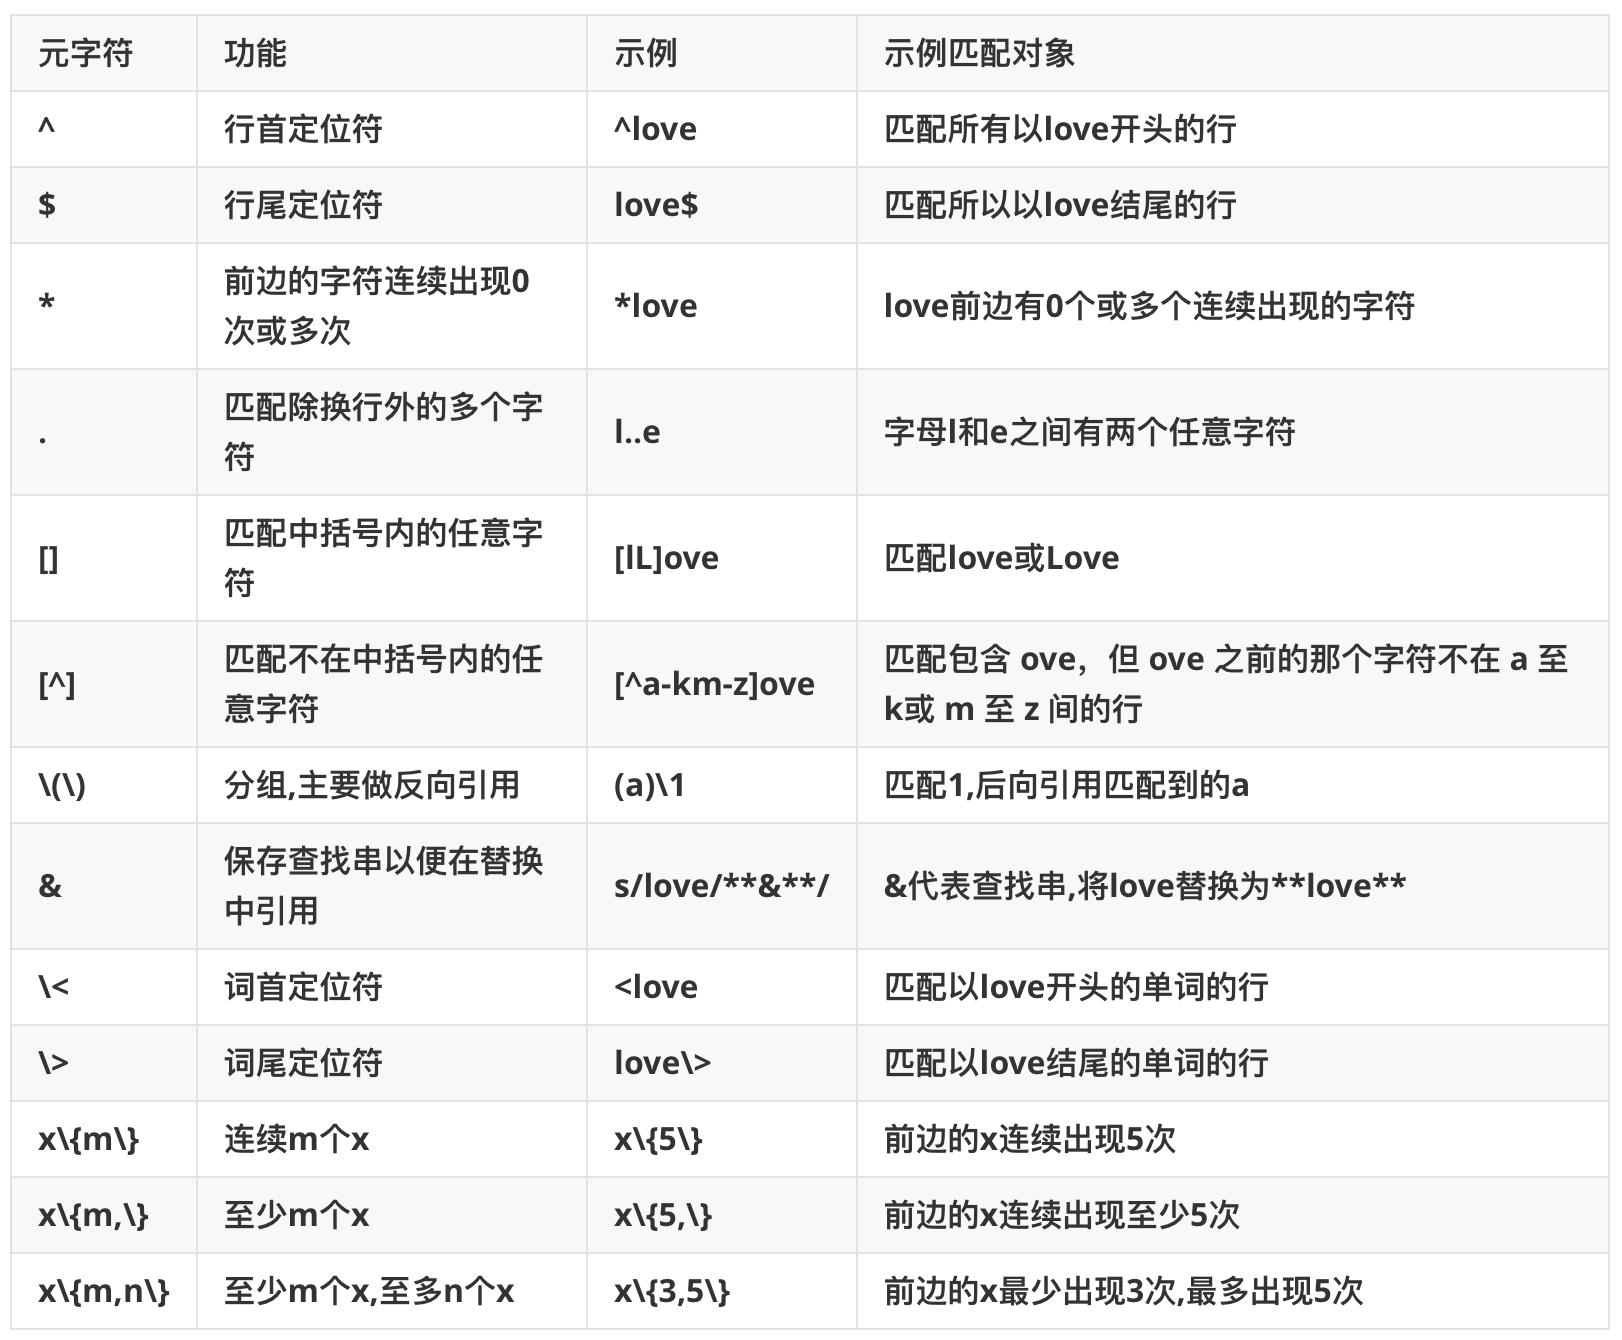 元字符 功能 示例 示例匹配对象
^ 行首定位符 ^love 匹配所有以love开头的行
$ 行尾定位符 love$ 匹配所以以love结尾的行
* 前边的字符连续出现0 *love love前边有0个或多个连续出现的字符
次或多次
. 匹配除换行外的多个字 l..e 字母l和e之间有两个任意字符
符
[] 匹配中括号内的任意字 [lL]ove 匹配love或Love
符
[^] 匹配不在中括号内的任 [^a-km-z]ove 匹配包含 ove，但 ove 之前的那个字符不在 a 至
意字符 k或 m 至 z 间的行
\(\) 分组,主要做反向引用 (a)\1 匹配1,后向引用匹配到的a
& 保存查找串以便在替换 s/love/**&**/ &代表查找串,将love替换为**love**
中引用
\< 词首定位符 <love 匹配以love开头的单词的行
\> 词尾定位符 love\> 匹配以love结尾的单词的行
x\{m\} 连续m个x x\{5\} 前边的x连续出现5次
x\{m,\} 至少m个x x\{5,\} 前边的x连续出现至少5次
x\{m,n\} 至少m个x,至多n个x x\{3,5\} 前边的x最少出现3次,最多出现5次